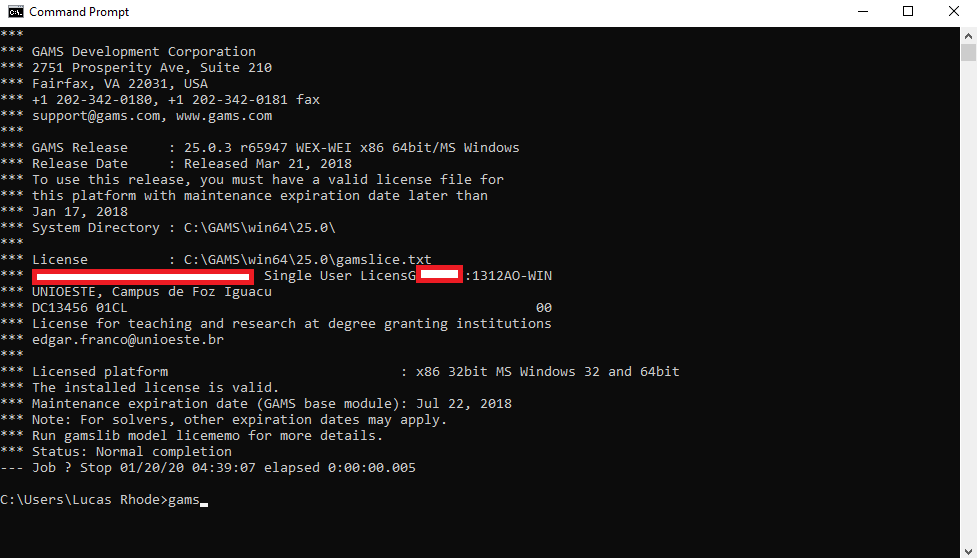 Command Prompt
***
*** GAMS Development Corporation
*** 2751 Prosperity Ave, Suite 210
*** Fairfax, VA 22031, USA
*** +1 202-342-0180, +1 202-342-0181 fax
*** support@gams.com, www.gams.com
***
*** GAMS Release     : 25.0.3 r65947 WEX-WEI x86 64bit/MS Windows
*** Release Date     : Released Mar 21, 2018
*** To use this release, you must have a valid license file for
*** this platform with maintenance expiration date later than
*** Jan 17, 2018
*** System Directory : C:\GAMS\win64\25.0\
***
*** License          : C:\GAMS\win64\25.0\gamslice.txt
*** Single User LicensG :1312AO-WIN
*** UNIOESTE, Campus de Foz Iguacu
*** DC13456 01CL                                                   00
*** License for teaching and research at degree granting institutions
*** edgar.franco@unioeste.br
***
*** Licensed platform                             : x86 32bit MS Windows 32 and 64bit
*** The installed license is valid.
*** Maintenance expiration date (GAMS base module): Jul 22, 2018
*** Note: For solvers, other expiration dates may apply.
*** Run gamslib model licememo for more details.
*** Status: Normal completion
--- Job ? Stop 01/20/20 04:39:07 elapsed 0:00:00.005
C:\Users\Lucas Rhode>gams